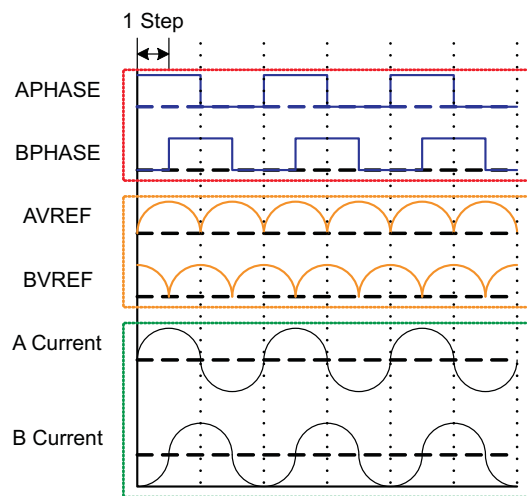 1 Step
APHASE
BPHASE
AVREF
BVREF
A Current
B Current